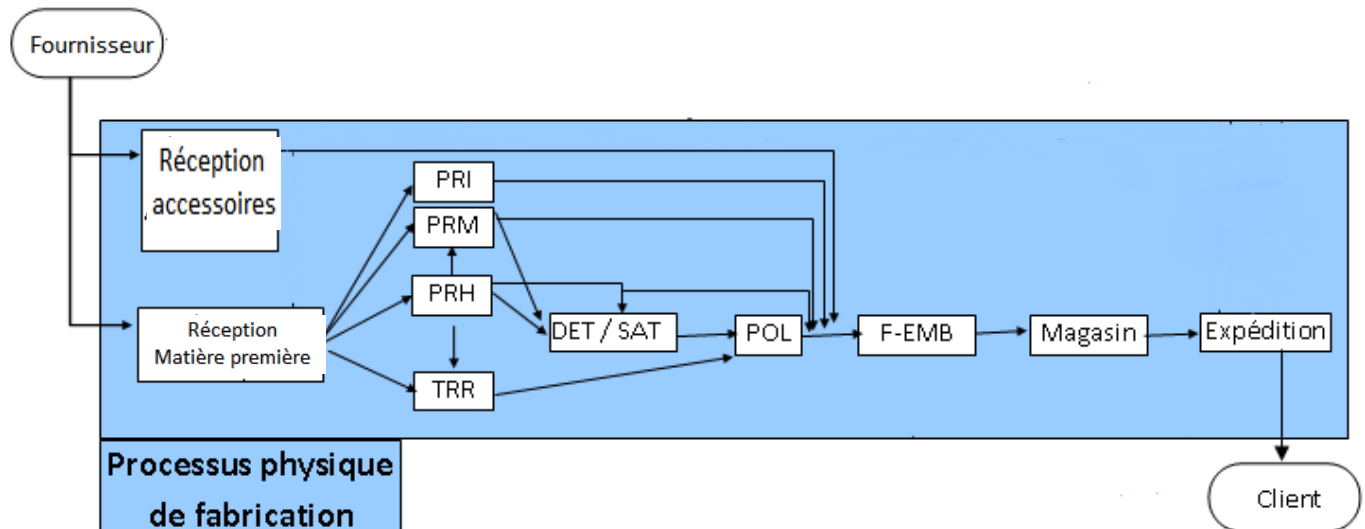 Fournisseur
Réception
accessoires
PRI
PRM
PRH
Réception
Matière première
DET / SAT
POL
F-EMB
Magasin
Expédition
TRR
Processus physique
de fabrication
Client